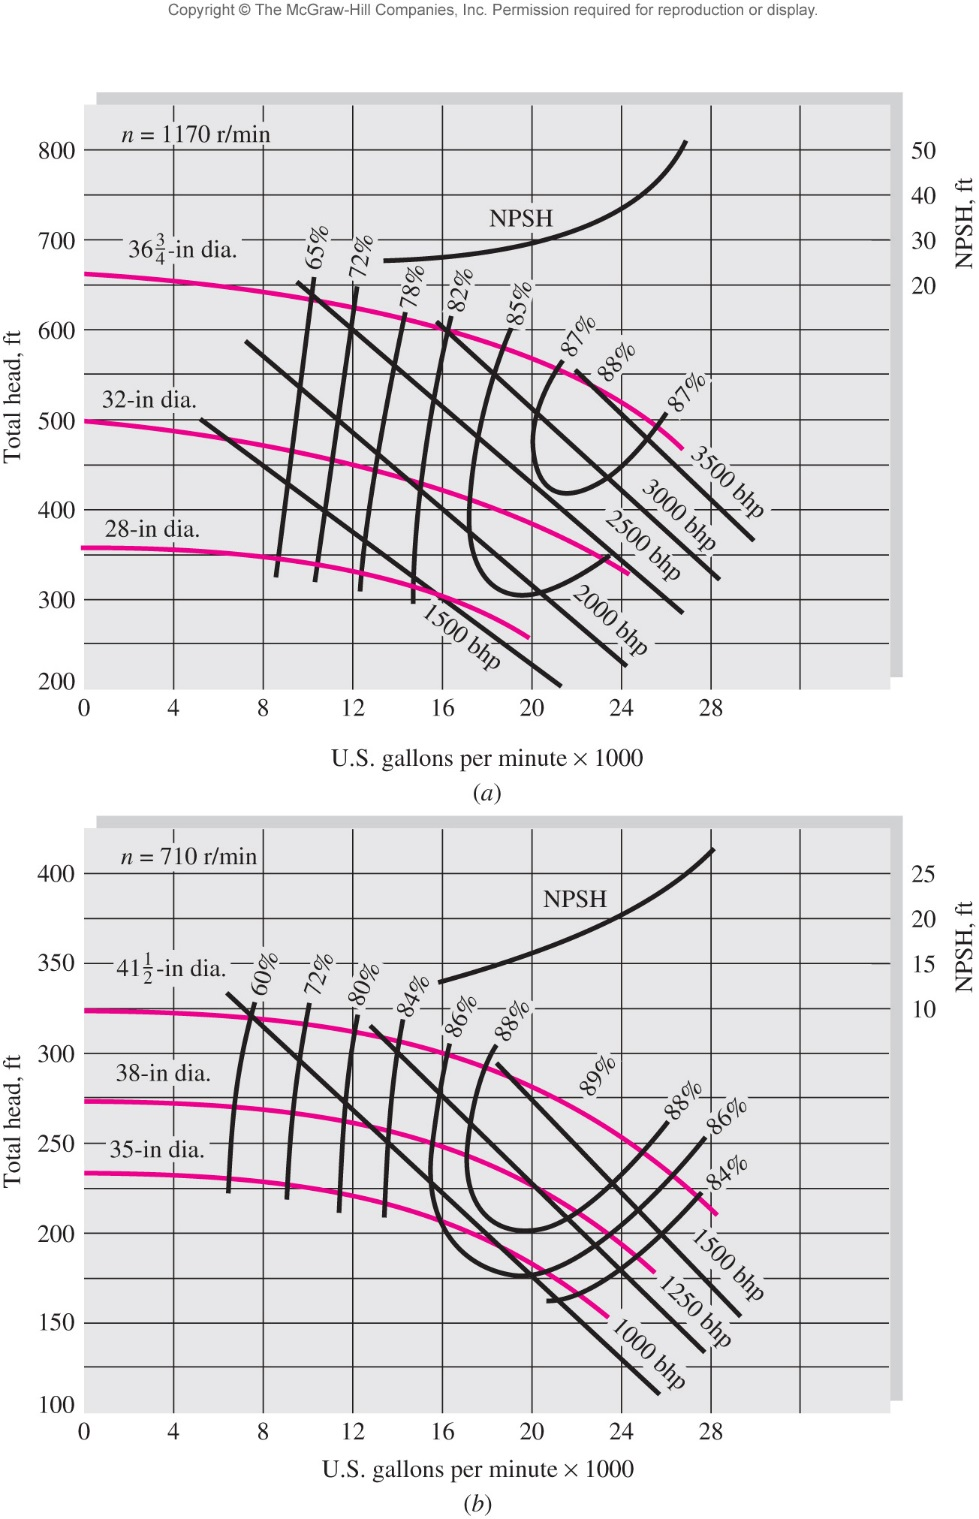 Copyright © The McGraw-Hill Companies, Inc. Permission required for reproduction or display.
n = 1170 r/min
800
700
600
500
400
300
200
Total head, ft
50
40
30
20
NPSH, ft
NPSH
36 3/4-in dia.
32-in dia.
28-in dia.
65%
72%
78%
82%
85%
87%
88%
87%
3500 bhp
3000 bhp
2500 bhp
2000 bhp
1500 bhp
0 4 8 12 16 20 24 28
U.S. gallons per minute × 1000
(a)
n = 710 r/min
400
350
300
250
200
150
100
Total head, ft
25
20
15
10
NPSH, ft
NPSH
41 1/2-in dia.
38-in dia.
35-in dia.
60%
72%
80%
84%
86%
88%
89%
88%
86%
84%
1500 bhp
1250 bhp
1000 bhp
0 4 8 12 16 20 24 28
U.S. gallons per minute × 1000
(b)